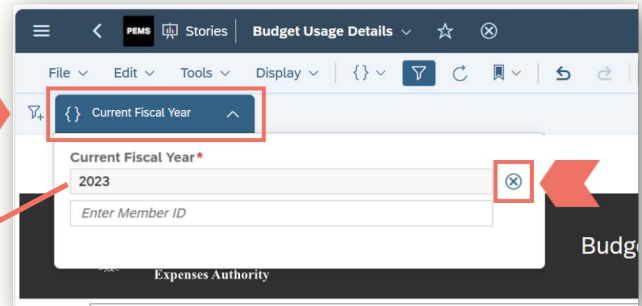 PEMS Stories Budget Usage Details
File Edit Tools Display { }
{ } Current Fiscal Year
Current Fiscal Year*
2023
Enter Member ID
Budg
Expenses Authority